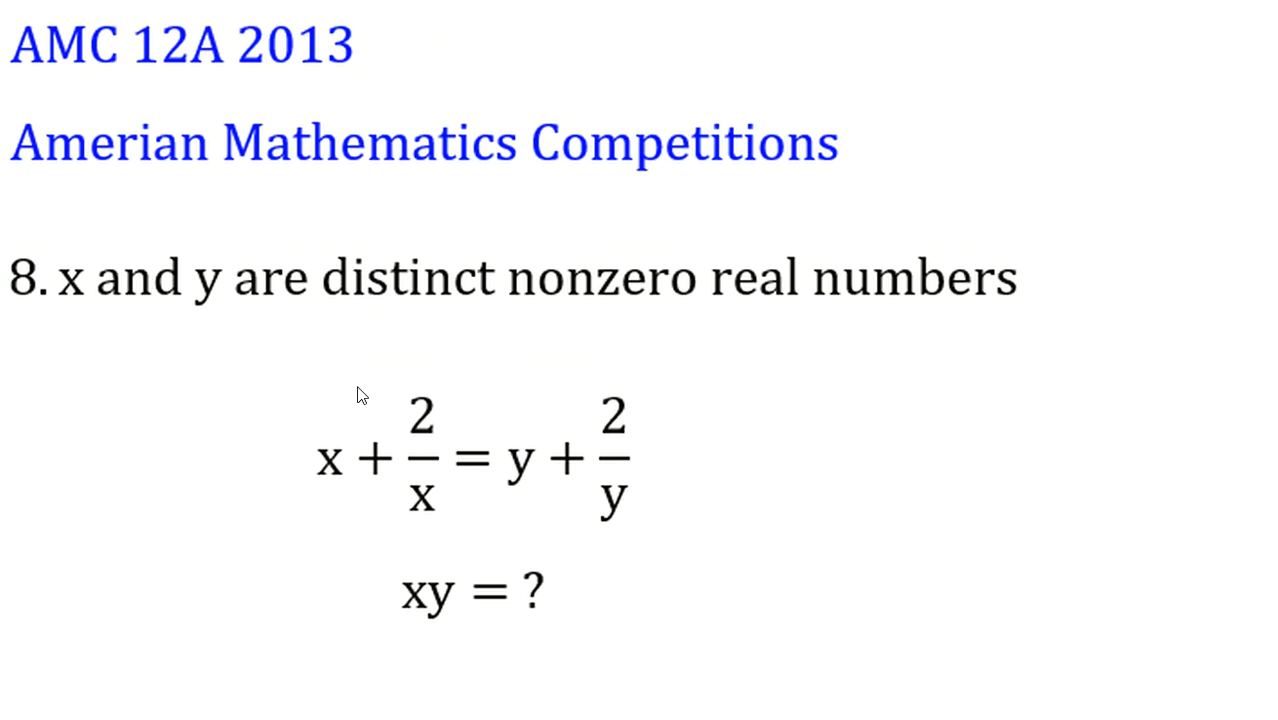 AMC 12A 2013
Amerian Mathematics Competitions
8. x and y are distinct nonzero real numbers
x + 2/x = y + 2/y
xy = ?